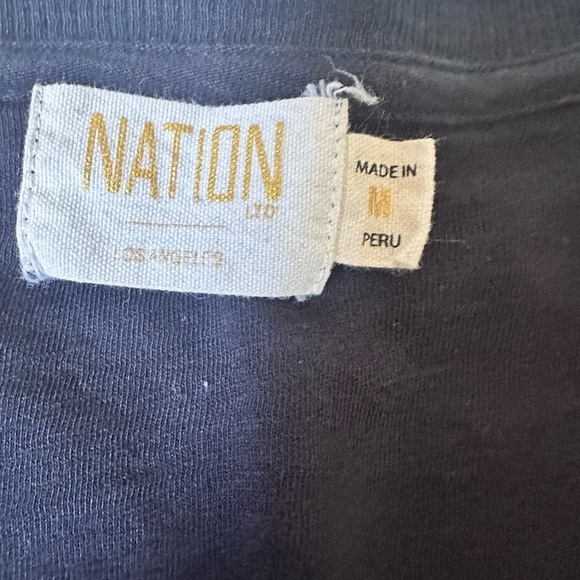 NATION
LTD
LOS ANGELES
MADE IN
M
PERU